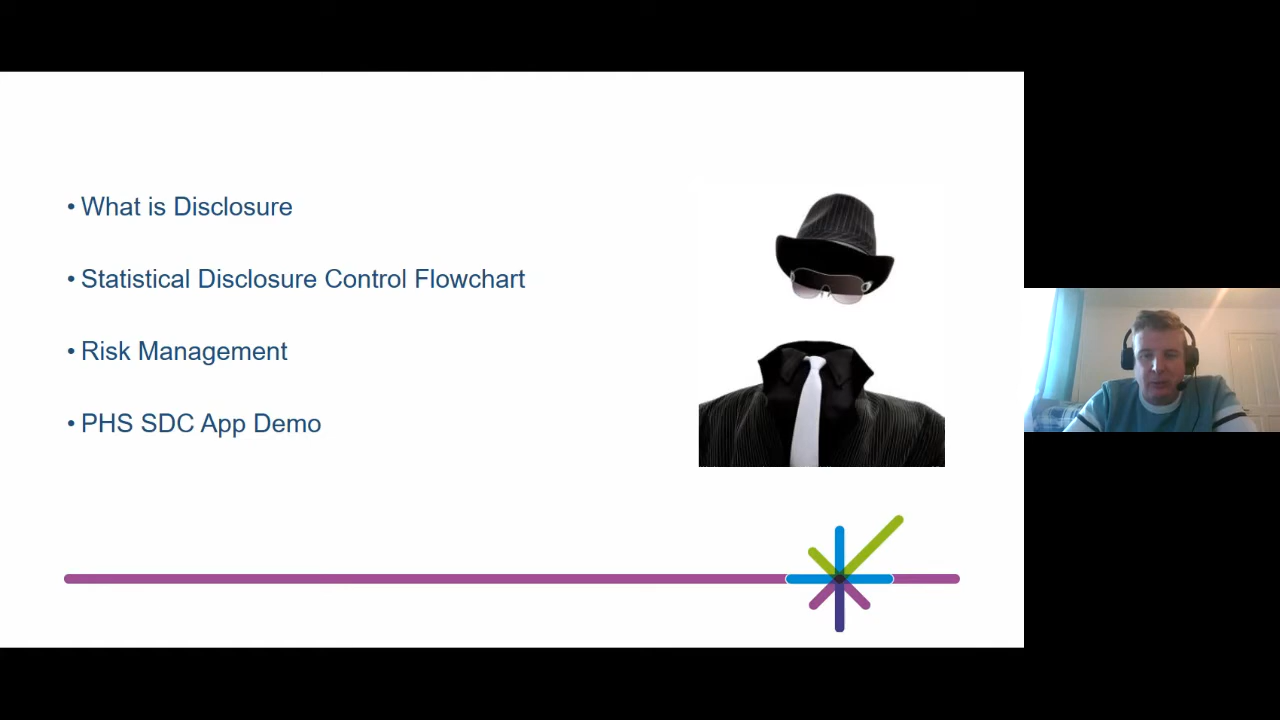 • What is Disclosure
• Statistical Disclosure Control Flowchart
• Risk Management
• PHS SDC App Demo